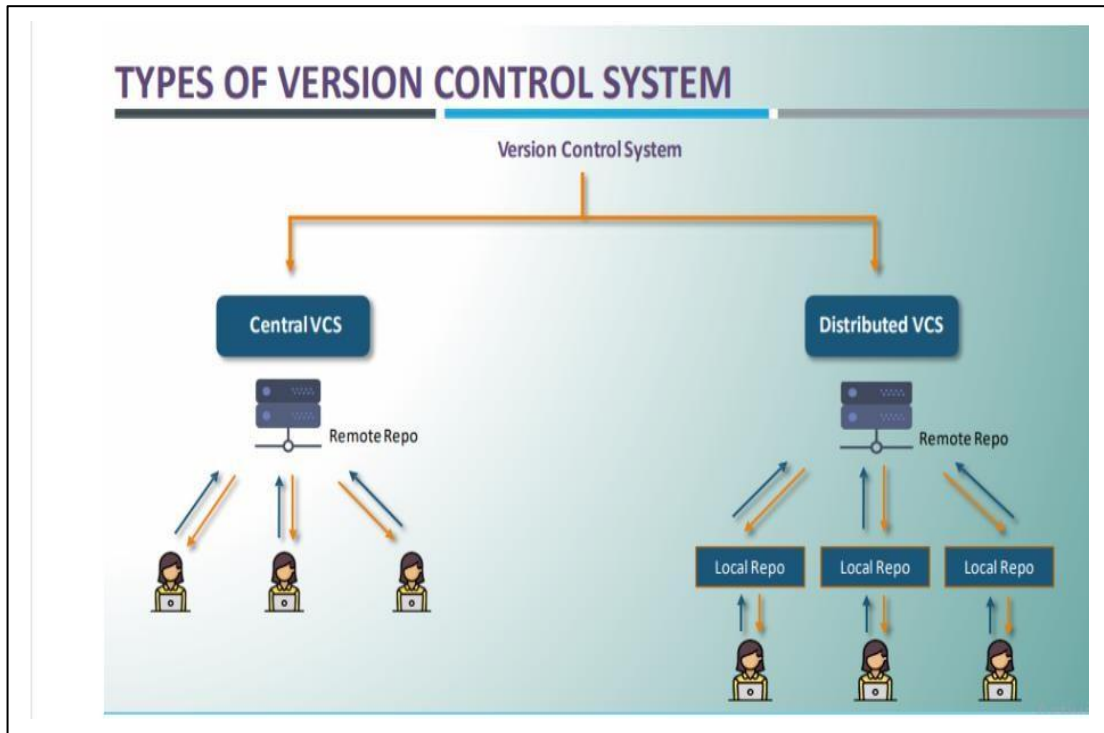 TYPES OF VERSION CONTROL SYSTEM
Version Control System
Central VCS
Distributed VCS
Remote Repo
Remote Repo
Local Repo
Local Repo
Local Repo